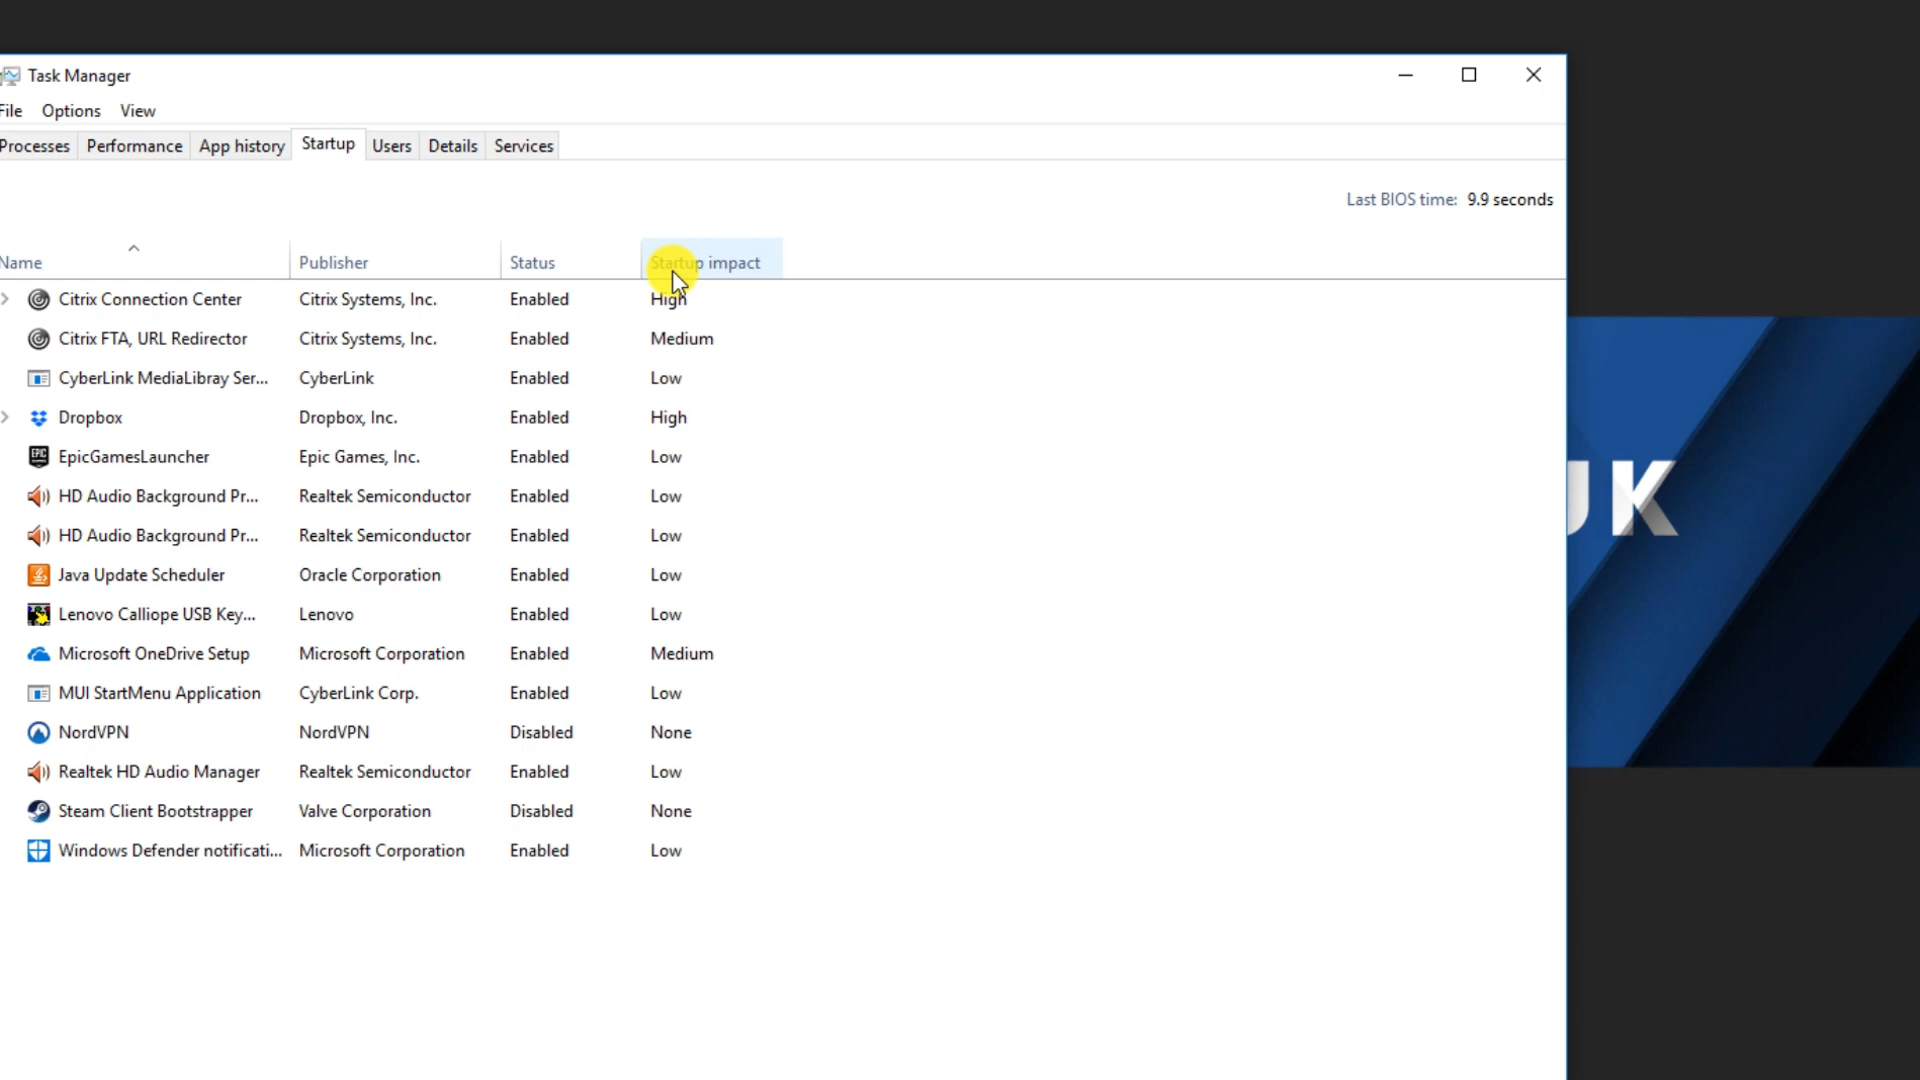 Task Manager
File Options View
Processes Performance App history Startup Users Details Services
Last BIOS time: 9.9 seconds
Name Publisher Status Startup impact
Citrix Connection Center Citrix Systems, Inc. Enabled High
Citrix FTA, URL Redirector Citrix Systems, Inc. Enabled Medium
CyberLink MediaLibray Ser... CyberLink Enabled Low
Dropbox Dropbox, Inc. Enabled High
EpicGamesLauncher Epic Games, Inc. Enabled Low
HD Audio Background Pr... Realtek Semiconductor Enabled Low
HD Audio Background Pr... Realtek Semiconductor Enabled Low
Java Update Scheduler Oracle Corporation Enabled Low
Lenovo Calliope USB Key... Lenovo Enabled Low
Microsoft OneDrive Setup Microsoft Corporation Enabled Medium
MUI StartMenu Application CyberLink Corp. Enabled Low
NordVPN NordVPN Disabled None
Realtek HD Audio Manager Realtek Semiconductor Enabled Low
Steam Client Bootstrapper Valve Corporation Disabled None
Windows Defender notificati... Microsoft Corporation Enabled Low
UK